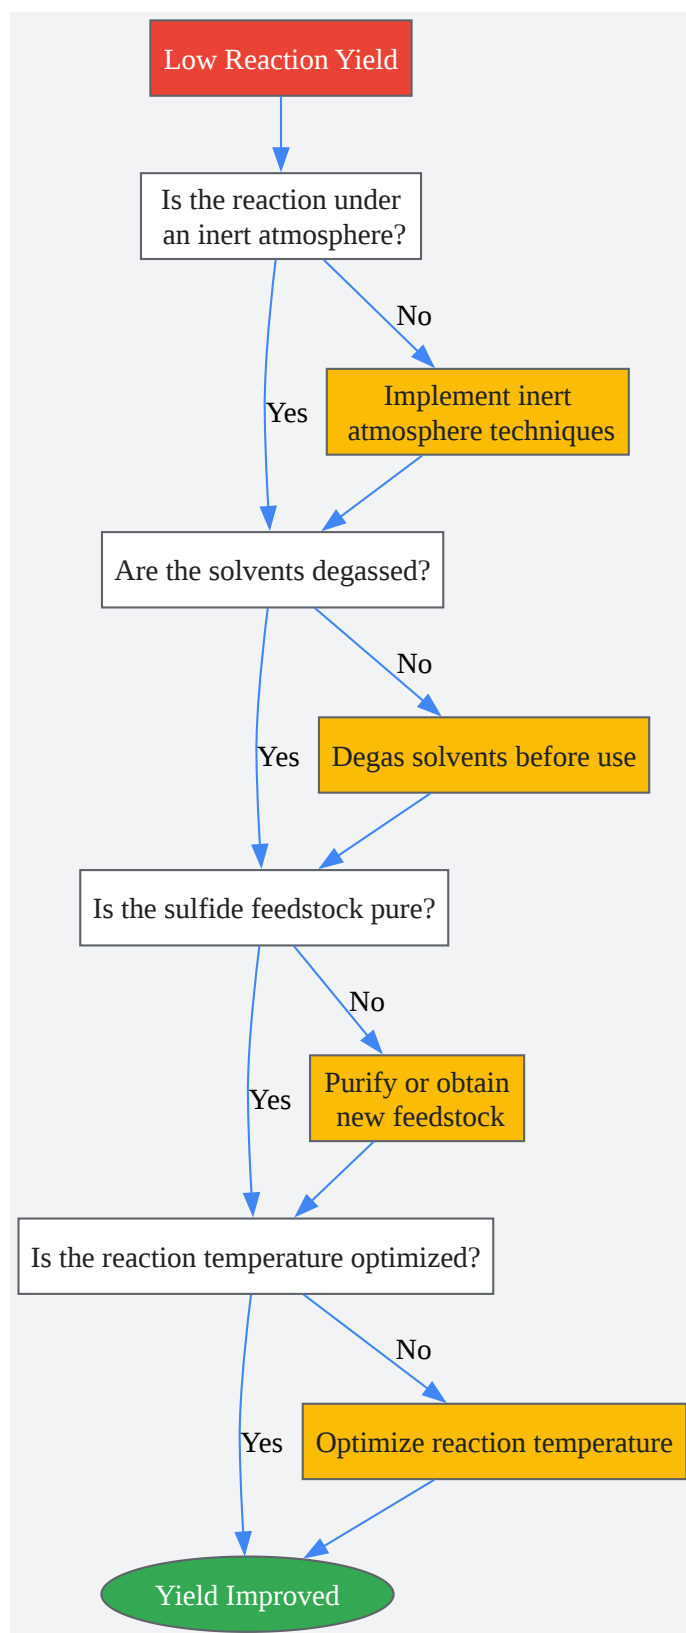 Low Reaction Yield
Is the reaction under
an inert atmosphere?
No
Implement inert
atmosphere techniques
Yes
Are the solvents degassed?
No
Degas solvents before use
Yes
Is the sulfide feedstock pure?
No
Purify or obtain
new feedstock
Yes
Is the reaction temperature optimized?
No
Optimize reaction temperature
Yes
Yield Improved